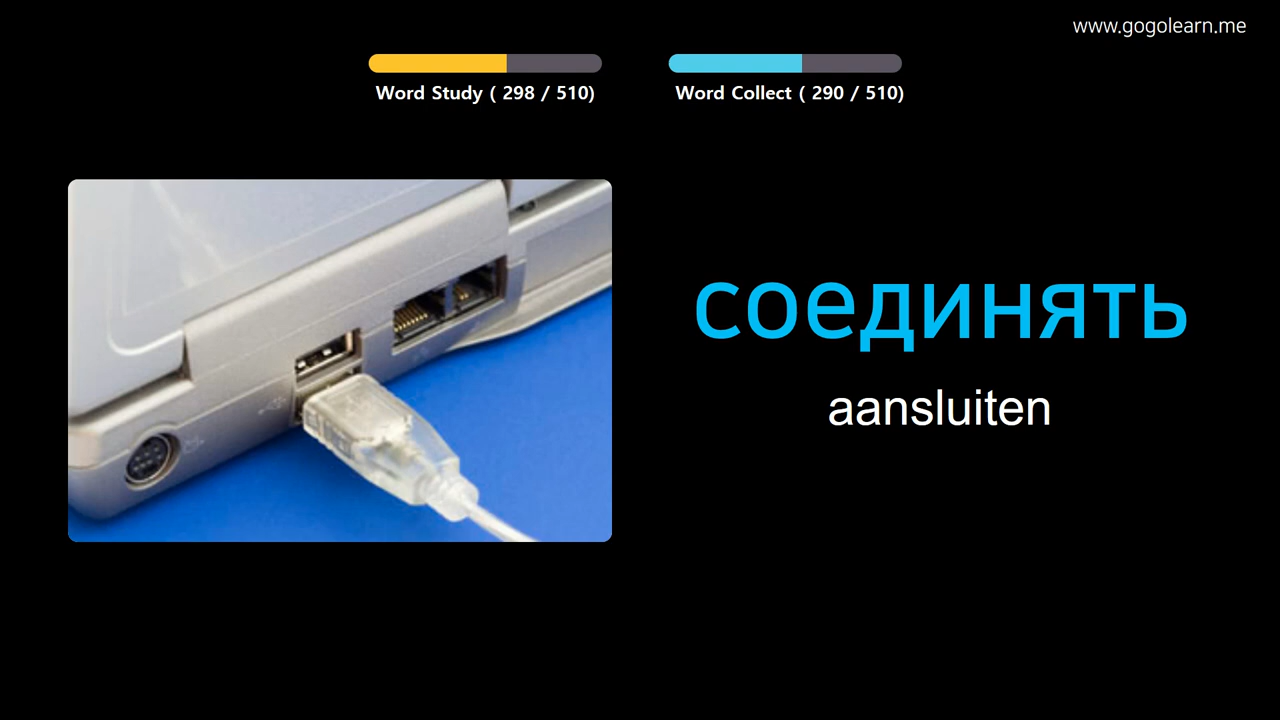 www.gogolearn.me
Word Study ( 298 / 510)
Word Collect ( 290 / 510)
соединять
aansluiten